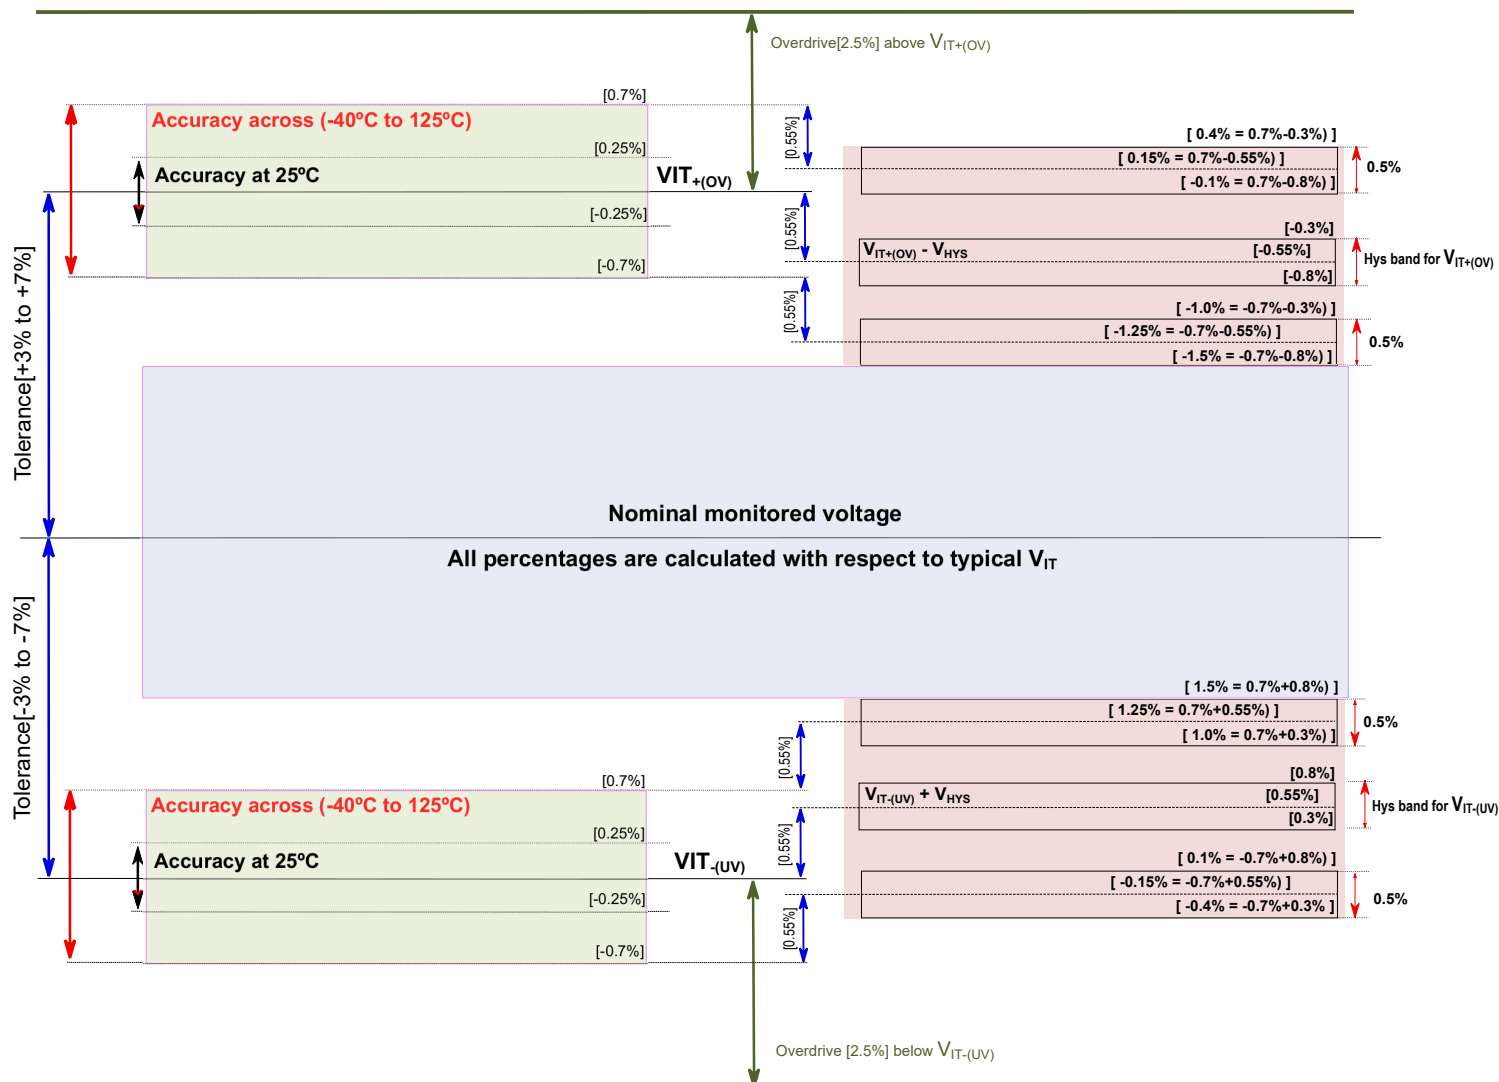 Overdrive[2.5%] above VIT+(OV)
[0.7%]
Accuracy across (-40ºC to 125ºC)
[0.25%]
Accuracy at 25ºC
VIT+(OV)
[-0.25%]
[-0.7%]
[0.55%]
[0.55%]
[0.55%]
[ 0.4% = 0.7%-0.3%) ]
[ 0.15% = 0.7%-0.55%) ]
[ -0.1% = 0.7%-0.8%) ]
0.5%
[-0.3%]
VIT+(OV) - VHYS
[-0.55%]
[-0.8%]
Hys band for VIT+(OV)
[ -1.0% = -0.7%-0.3%) ]
[ -1.25% = -0.7%-0.55%) ]
[ -1.5% = -0.7%-0.8%) ]
0.5%
Tolerance[+3% to +7%]
Nominal monitored voltage
All percentages are calculated with respect to typical VIT
Tolerance[-3% to -7%]
[ 1.5% = 0.7%+0.8%) ]
[ 1.25% = 0.7%+0.55%) ]
[ 1.0% = 0.7%+0.3%) ]
0.5%
[0.8%]
VIT-(UV) + VHYS
[0.55%]
[0.3%]
Hys band for VIT-(UV)
[ 0.1% = -0.7%+0.8%) ]
[ -0.15% = -0.7%+0.55%) ]
[ -0.4% = -0.7%+0.3% ]
0.5%
[0.55%]
[0.55%]
[0.55%]
[0.7%]
Accuracy across (-40ºC to 125ºC)
[0.25%]
Accuracy at 25ºC
VIT-(UV)
[-0.25%]
[-0.7%]
Overdrive [2.5%] below VIT-(UV)